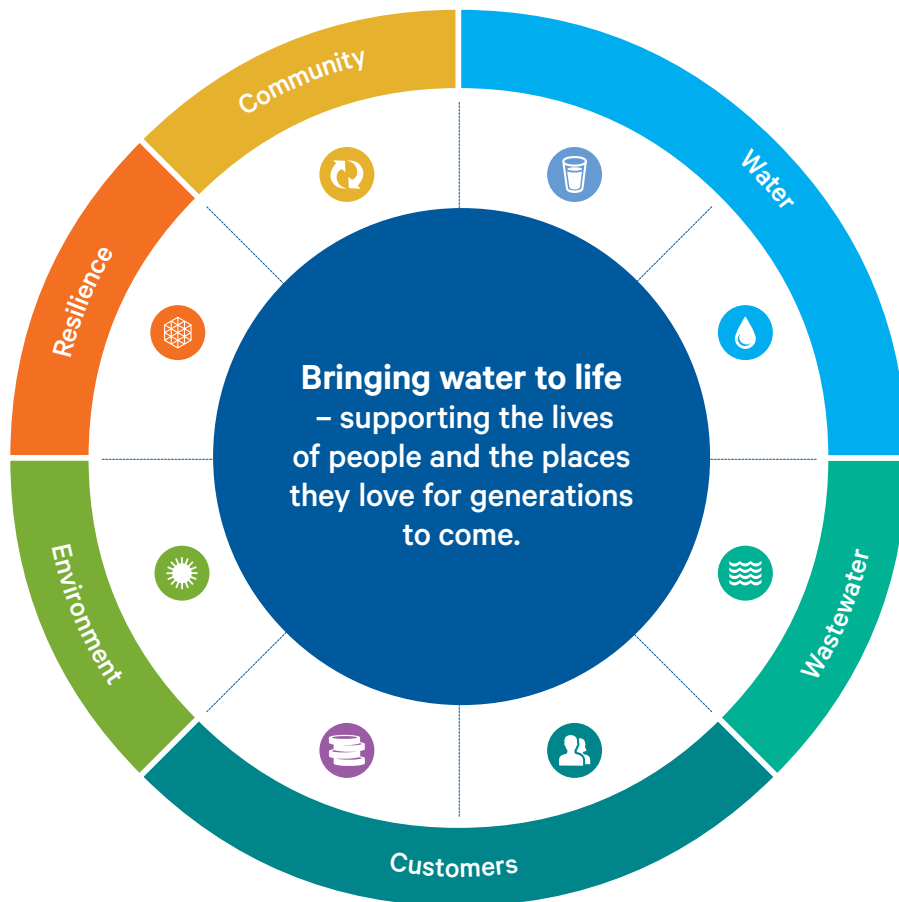 Community
Water
Resilience
Bringing water to life
– supporting the lives
of people and the places
they love for generations
to come.
Environment
Wastewater
Customers